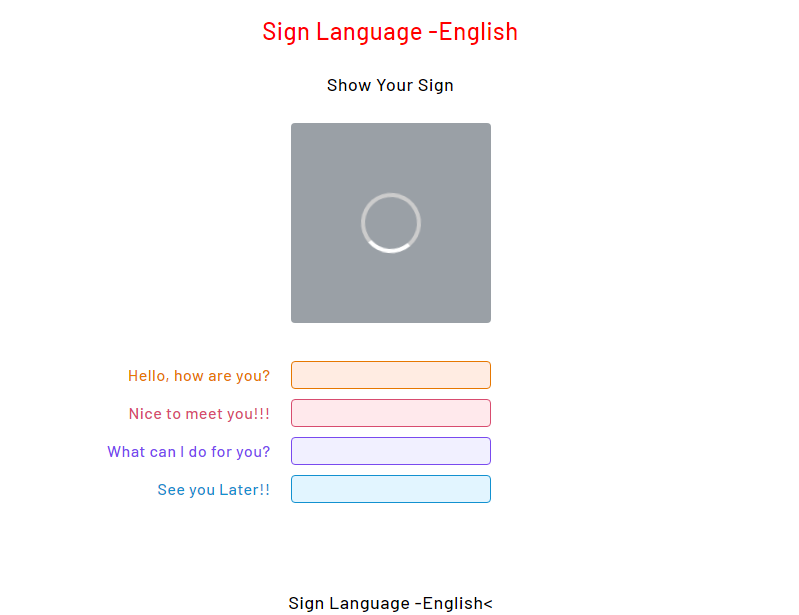 Sign Language -English
Show Your Sign
Hello, how are you?
Nice to meet you!!!
What can I do for you?
See you Later!!
Sign Language -English<